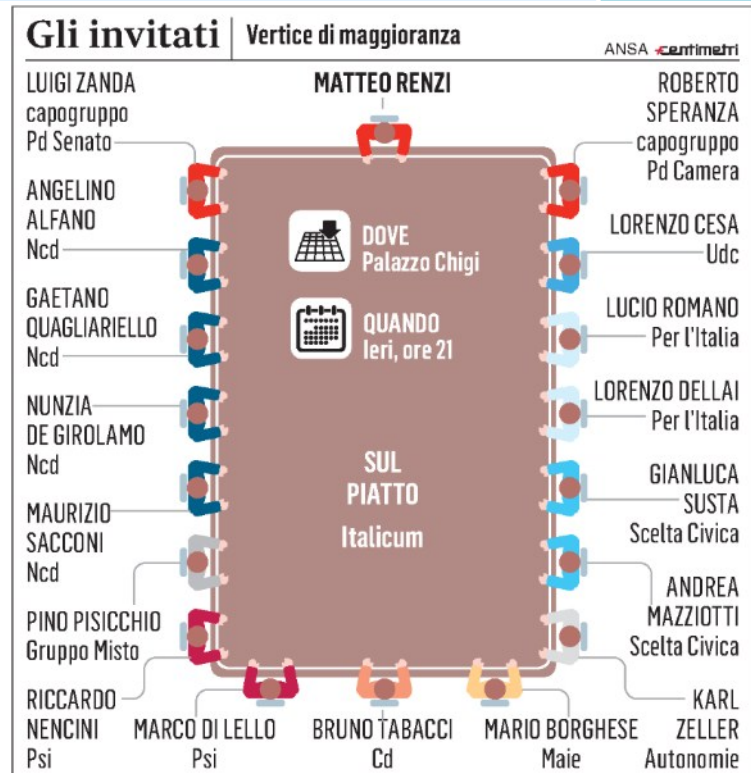 Gli invitati
Vertice di maggioranza
ANSA centimetri
LUIGI ZANDA
capogruppo
Pd Senato
MATTEO RENZI
ROBERTO
SPERANZA
capogruppo
Pd Camera
ANGELINO
ALFANO
Ncd
LORENZO CESA
Udc
GAETANO
QUAGLIARIELLO
Ncd
LUCIO ROMANO
Per l'Italia
NUNZIA
DE GIROLAMO
Ncd
LORENZO DELLAI
Per l'Italia
MAURIZIO
SACCONI
Ncd
GIANLUCA
SUSTA
Scelta Civica
PINO PISICCHIO
Gruppo Misto
ANDREA
MAZZIOTTI
Scelta Civica
RICCARDO
NENCINI
Psi
MARCO DI LELLO
Psi
BRUNO TABACCI
Cd
MARIO BORGHESE
Maie
KARL
ZELLER
Autonomie
DOVE
Palazzo Chigi
QUANDO
Ieri, ore 21
SUL
PIATTO
Italicum